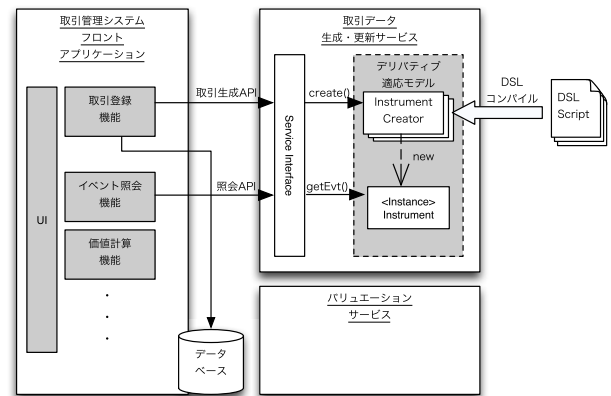 取引管理システム
フロント
アプリケーション
UI
取引登録
機能
イベント照会
機能
価値計算
機能
データ
ベース
取引生成API
照会API
取引データ
生成・更新サービス
Service Interface
create()
getEvt()
デリバティブ
適応モデル
Instrument
Creator
new
<Instance>
Instrument
DSL
コンパイル
DSL
Script
バリュエーション
サービス